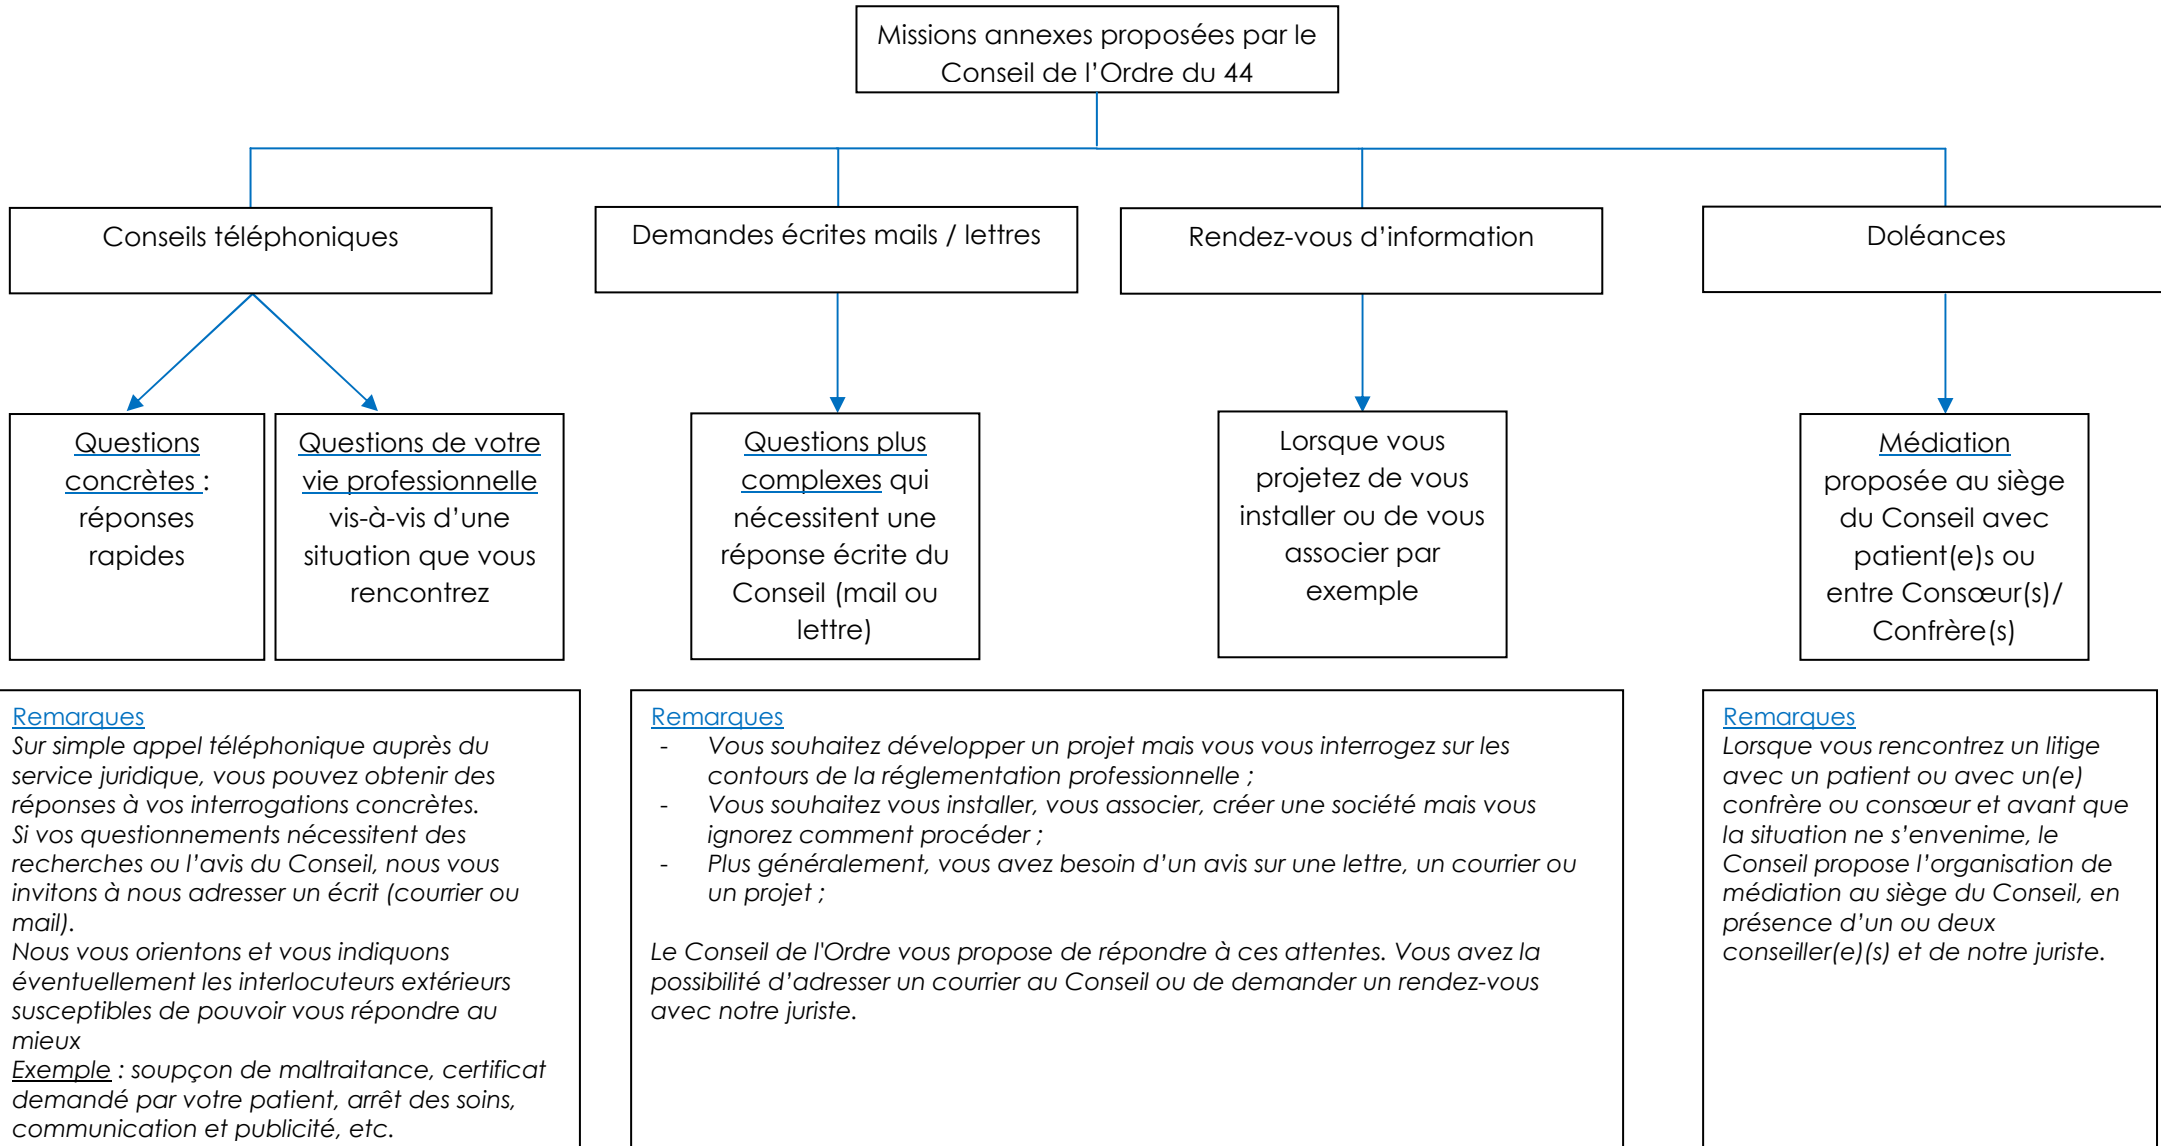 Missions annexes proposées par le
Conseil de l'Ordre du 44
Conseils téléphoniques
Demandes écrites mails / lettres
Rendez-vous d'information
Doléances
Questions
concrètes :
réponses
rapides
Questions de votre
vie professionnelle
vis-à-vis d'une
situation que vous
rencontrez
Questions plus
complexes qui
nécessitent une
réponse écrite du
Conseil (mail ou
lettre)
Lorsque vous
projetez de vous
installer ou de vous
associer par
exemple
Médiation
proposée au siège
du Conseil avec
patient(e)s ou
entre Consœur(s)/
Confrère(s)
Remarques
Sur simple appel téléphonique auprès du
service juridique, vous pouvez obtenir des
réponses à vos interrogations concrètes.
Si vos questionnements nécessitent des
recherches ou l'avis du Conseil, nous vous
invitons à nous adresser un écrit (courrier ou
mail).
Nous vous orientons et vous indiquons
éventuellement les interlocuteurs extérieurs
susceptibles de pouvoir vous répondre au
mieux
Exemple : soupçon de maltraitance, certificat
demandé par votre patient, arrêt des soins,
communication et publicité, etc.
Remarques
- Vous souhaitez développer un projet mais vous vous interrogez sur les
contours de la réglementation professionnelle ;
- Vous souhaitez vous installer, vous associer, créer une société mais vous
ignorez comment procéder ;
- Plus généralement, vous avez besoin d'un avis sur une lettre, un courrier ou
un projet ;
Le Conseil de l'Ordre vous propose de répondre à ces attentes. Vous avez la
possibilité d'adresser un courrier au Conseil ou de demander un rendez-vous
avec notre juriste.
Remarques
Lorsque vous rencontrez un litige
avec un patient ou avec un(e)
confrère ou consœur et avant que
la situation ne s'envenime, le
Conseil propose l'organisation de
médiation au siège du Conseil, en
présence d'un ou deux
conseiller(e)(s) et de notre juriste.